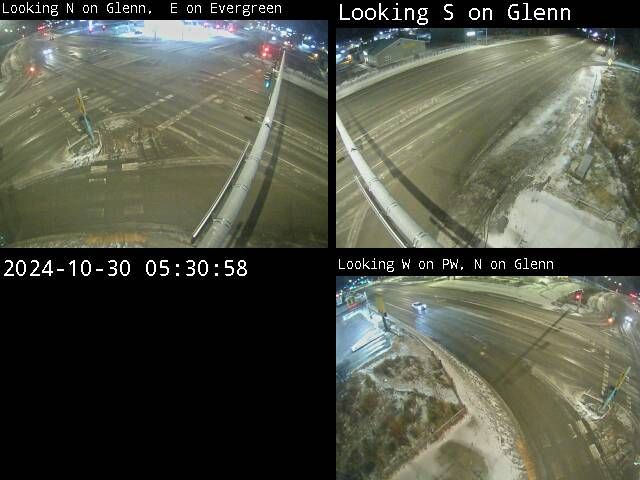 Looking N on Glenn,  E on Evergreen
Looking S on Glenn
2024-10-30 05:30:58
Looking W on PW, N on Glenn